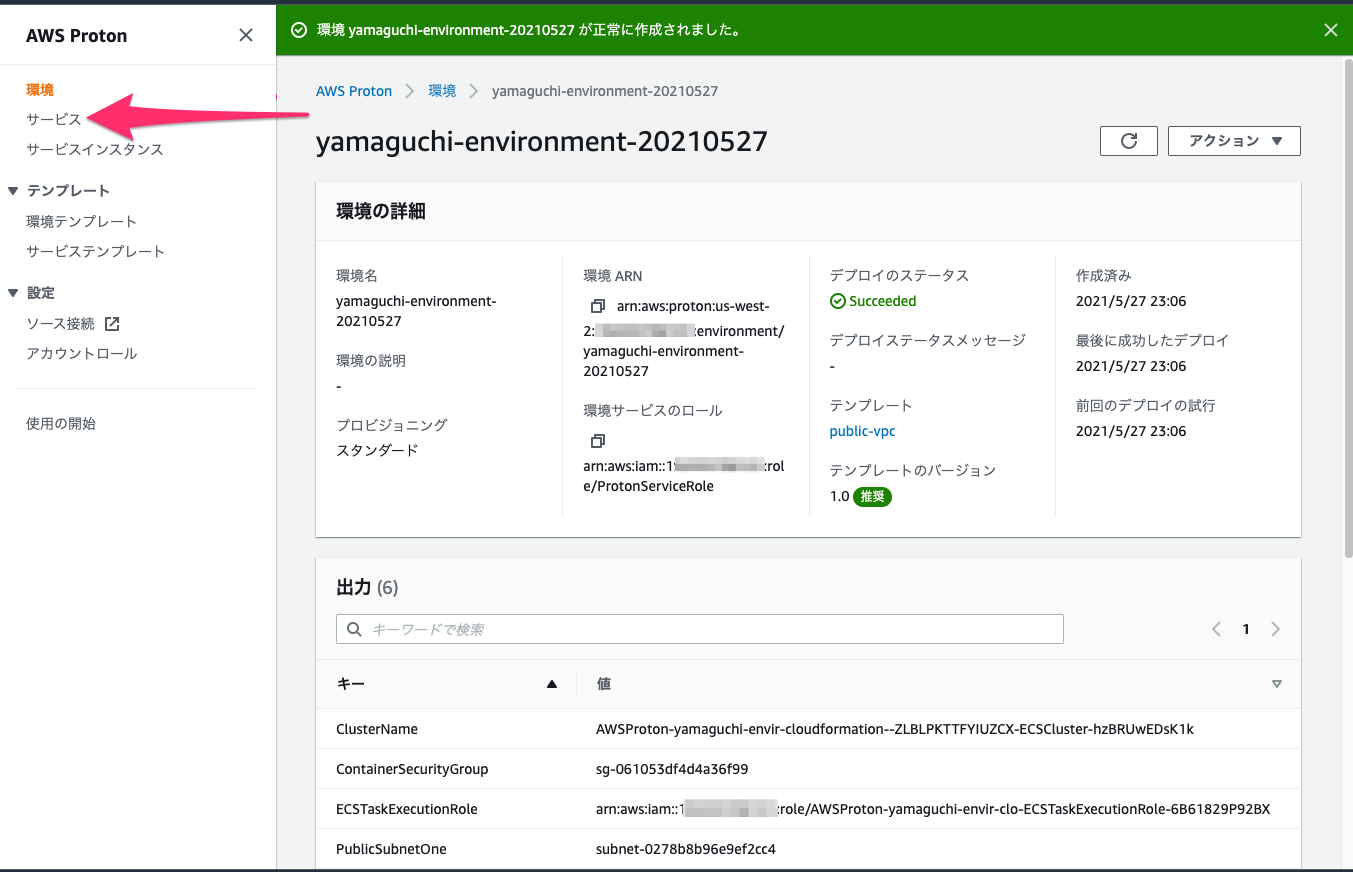 AWS Proton
環境
サービス
サービスインスタンス
テンプレート
環境テンプレート
サービステンプレート
設定
ソース接続
アカウントロール
使用の開始
環境 yamaguchi-environment-20210527 が正常に作成されました。
AWS Proton 環境 yamaguchi-environment-20210527
yamaguchi-environment-20210527
アクション
環境の詳細
環境名
yamaguchi-environment-
20210527
環境の説明
-
プロビジョニング
スタンダード
環境 ARN
arn:aws:proton:us-west-
2: :environment/
yamaguchi-environment-
20210527
環境サービスのロール
arn:aws:iam::1 :rol
e/ProtonServiceRole
デプロイのステータス
Succeeded
デプロイステータスメッセージ
-
テンプレート
public-vpc
テンプレートのバージョン
1.0 推奨
作成済み
2021/5/27 23:06
最後に成功したデプロイ
2021/5/27 23:06
前回のデプロイの試行
2021/5/27 23:06
出力 (6)
キーワードで検索
1
キー 値
ClusterName AWSProton-yamaguchi-envir-cloudformation--ZLBLPKTTFYIUZCX-ECSCluster-hzBRUwEDsK1k
ContainerSecurityGroup sg-061053df4d4a36f99
ECSTaskExecutionRole arn:aws:iam::1 :role/AWSProton-yamaguchi-envir-clo-ECSTaskExecutionRole-6B61829P92BX
PublicSubnetOne subnet-0278b8b96e9ef2cc4